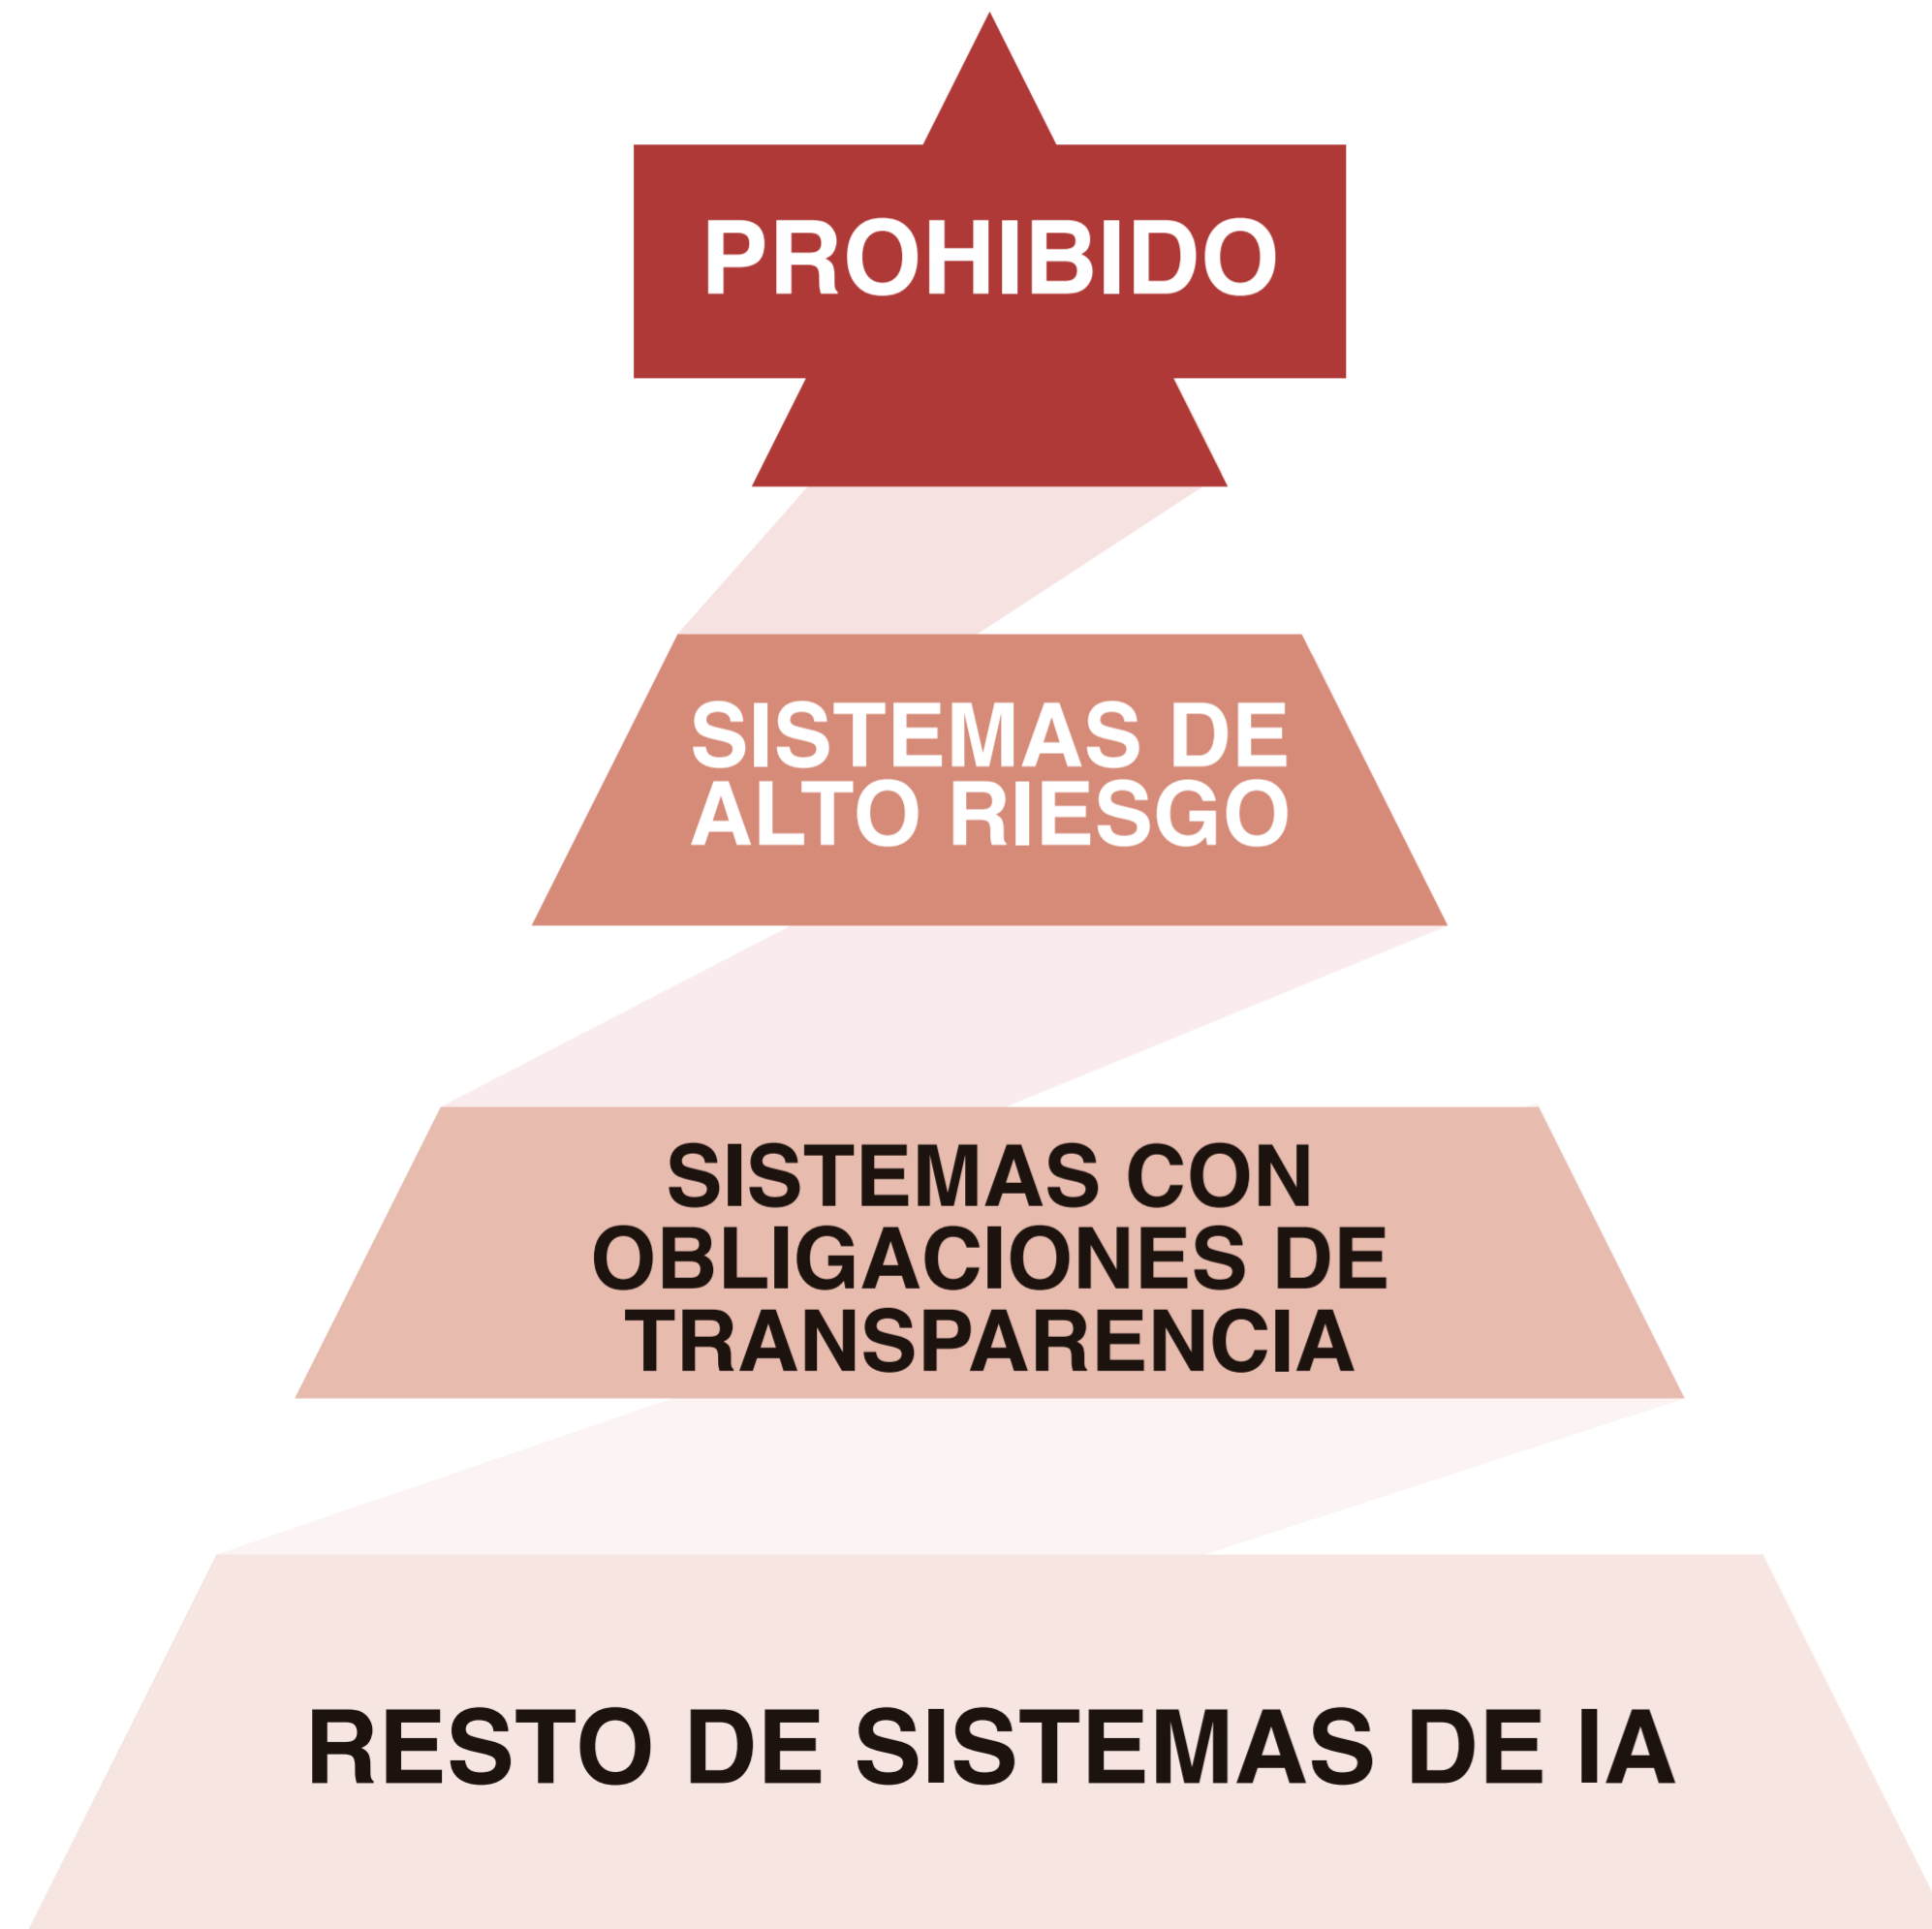 PROHIBIDO
SISTEMAS DE
ALTO RIESGO
SISTEMAS CON
OBLIGACIONES DE
TRANSPARENCIA
RESTO DE SISTEMAS DE IA